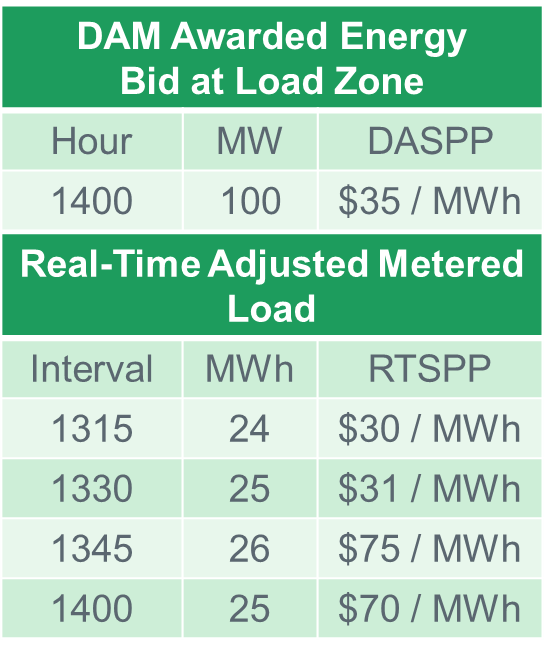 DAM Awarded Energy
Bid at Load Zone
Hour MW DASPP
1400 100 $35 / MWh
Real-Time Adjusted Metered
Load
Interval MWh RTSPP
1315 24 $30 / MWh
1330 25 $31 / MWh
1345 26 $75 / MWh
1400 25 $70 / MWh